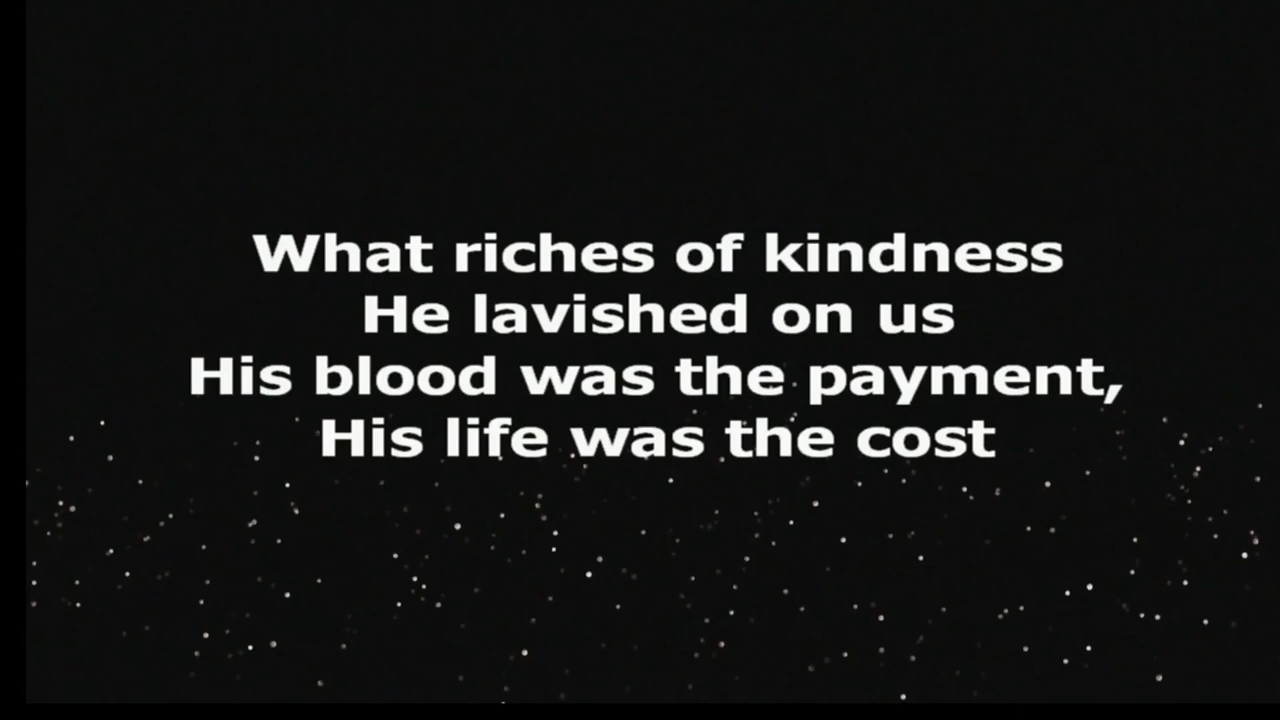 What riches of kindness
He lavished on us
His blood was the payment,
His life was the cost